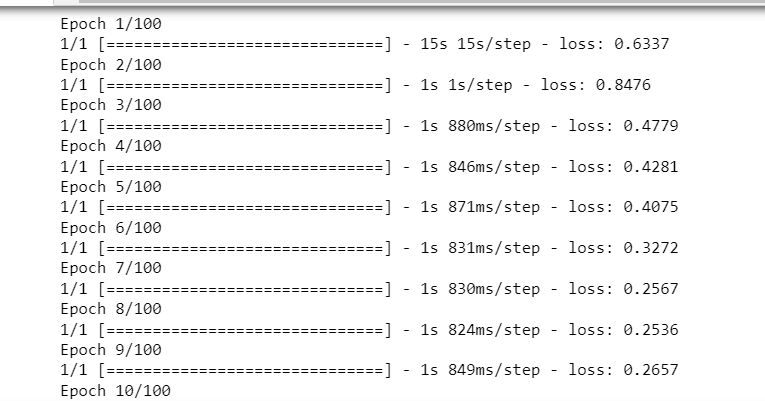 Epoch 1/100
1/1 [==============================] - 15s 15s/step - loss: 0.6337
Epoch 2/100
1/1 [==============================] - 1s 1s/step - loss: 0.8476
Epoch 3/100
1/1 [==============================] - 1s 880ms/step - loss: 0.4779
Epoch 4/100
1/1 [==============================] - 1s 846ms/step - loss: 0.4281
Epoch 5/100
1/1 [==============================] - 1s 871ms/step - loss: 0.4075
Epoch 6/100
1/1 [==============================] - 1s 831ms/step - loss: 0.3272
Epoch 7/100
1/1 [==============================] - 1s 830ms/step - loss: 0.2567
Epoch 8/100
1/1 [==============================] - 1s 824ms/step - loss: 0.2536
Epoch 9/100
1/1 [==============================] - 1s 849ms/step - loss: 0.2657
Epoch 10/100